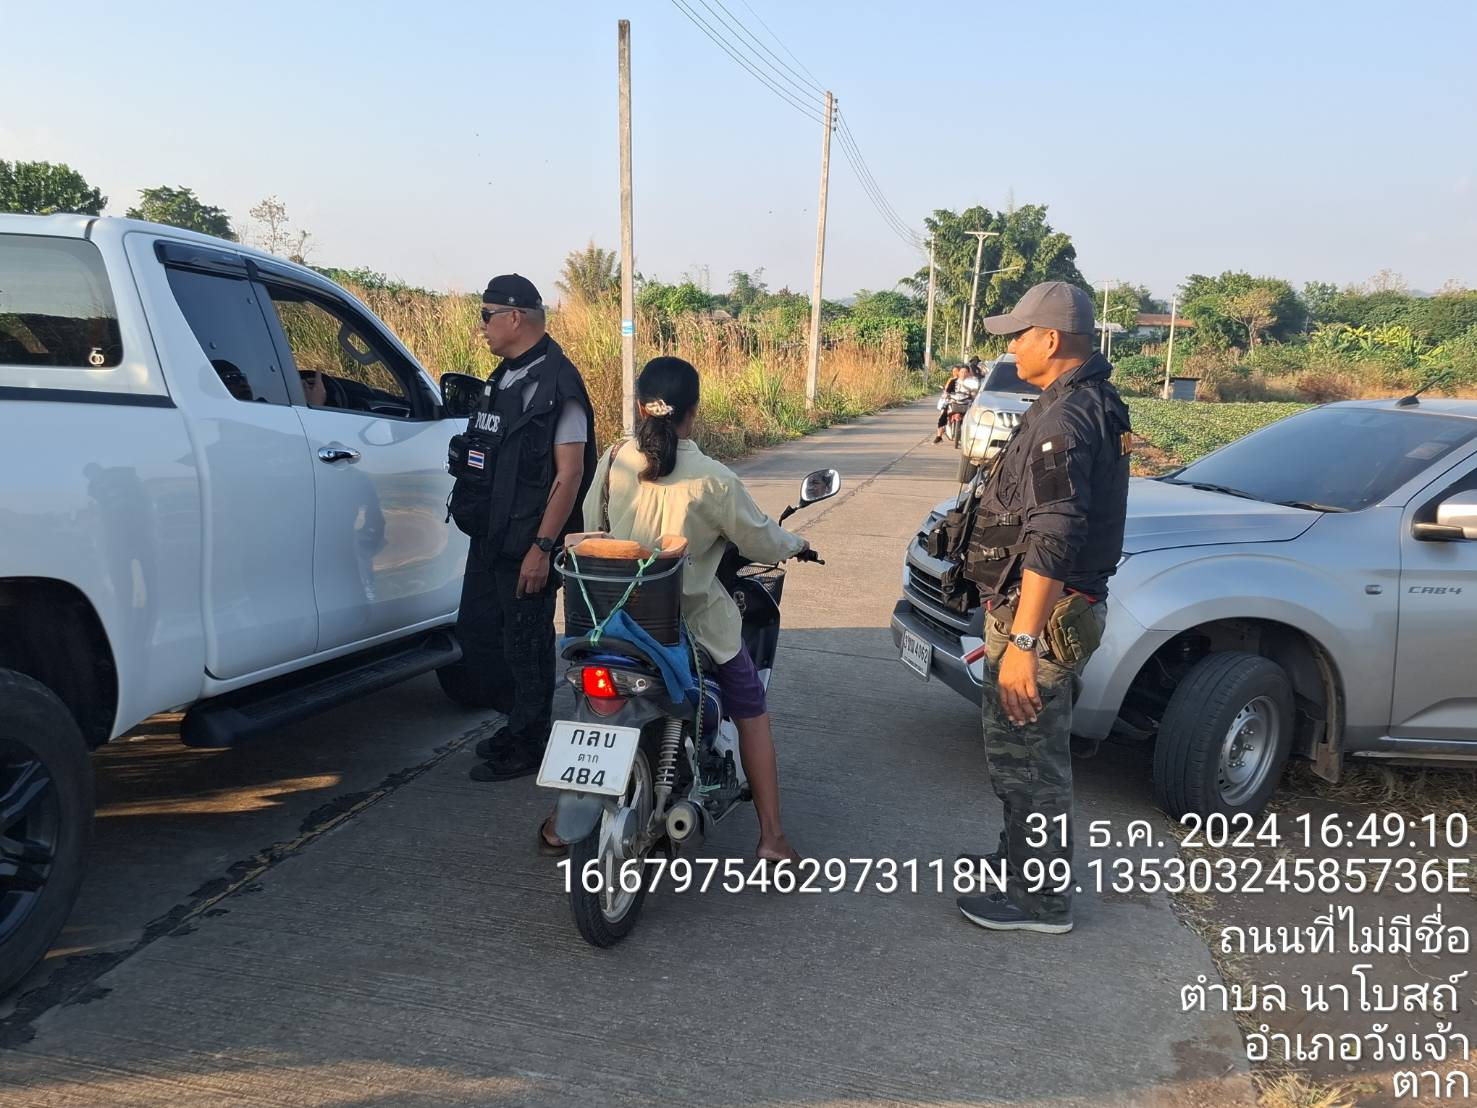 POLICE
กลข
ตาก
484
4062
CAB4
31 ธ.ค. 2024 16:49:10
16.67975462973118N 99.13530324585736E
ถนนที่ไม่มีชื่อ
ตำบล นาโบสถ์
อำเภอวังเจ้า
ตาก